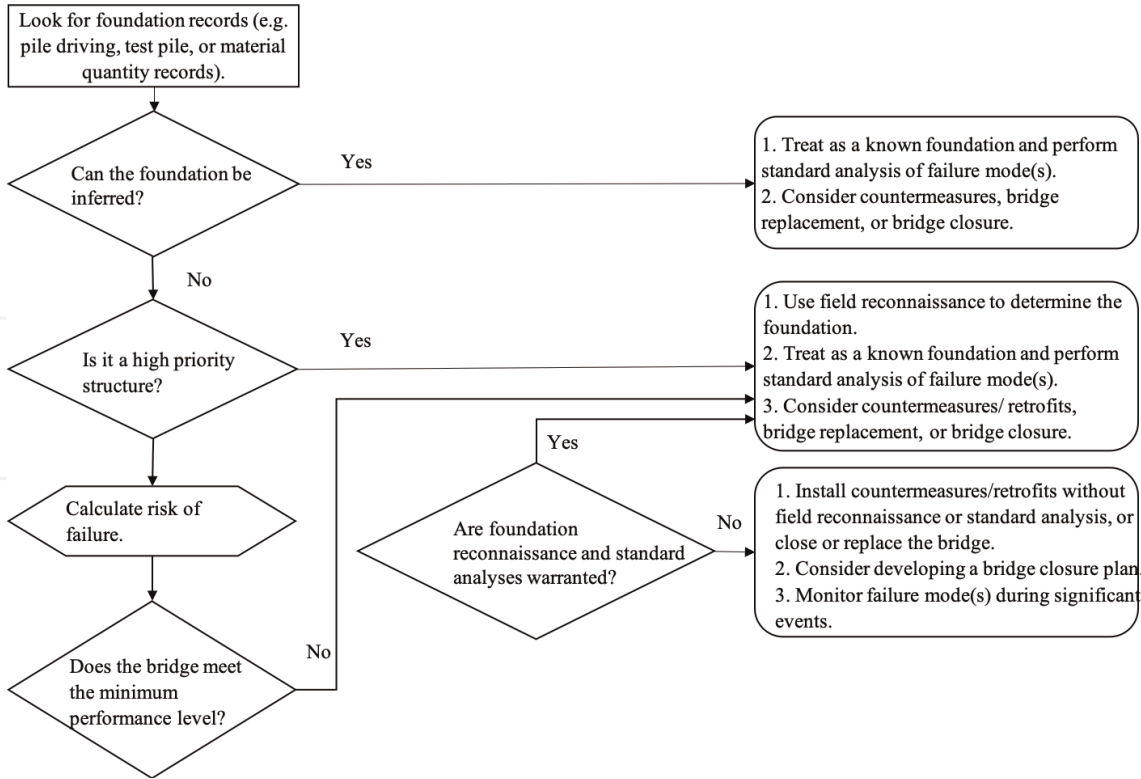 Look for foundation records (e.g.
pile driving, test pile, or material
quantity records).
Can the foundation be
inferred?
Yes
1. Treat as a known foundation and perform
standard analysis of failure mode(s).
2. Consider countermeasures, bridge
replacement, or bridge closure.
No
Is it a high priority
structure?
Yes
1. Use field reconnaissance to determine the
foundation.
2. Treat as a known foundation and perform
standard analysis of failure mode(s).
3. Consider countermeasures/ retrofits,
bridge replacement, or bridge closure.
Calculate risk of
failure.
Yes
Are foundation
reconnaissance and standard
analyses warranted?
No
1. Install countermeasures/retrofits without
field reconnaissance or standard analysis, or
close or replace the bridge.
2. Consider developing a bridge closure plan.
3. Monitor failure mode(s) during significant
events.
Does the bridge meet
the minimum
performance level?
No